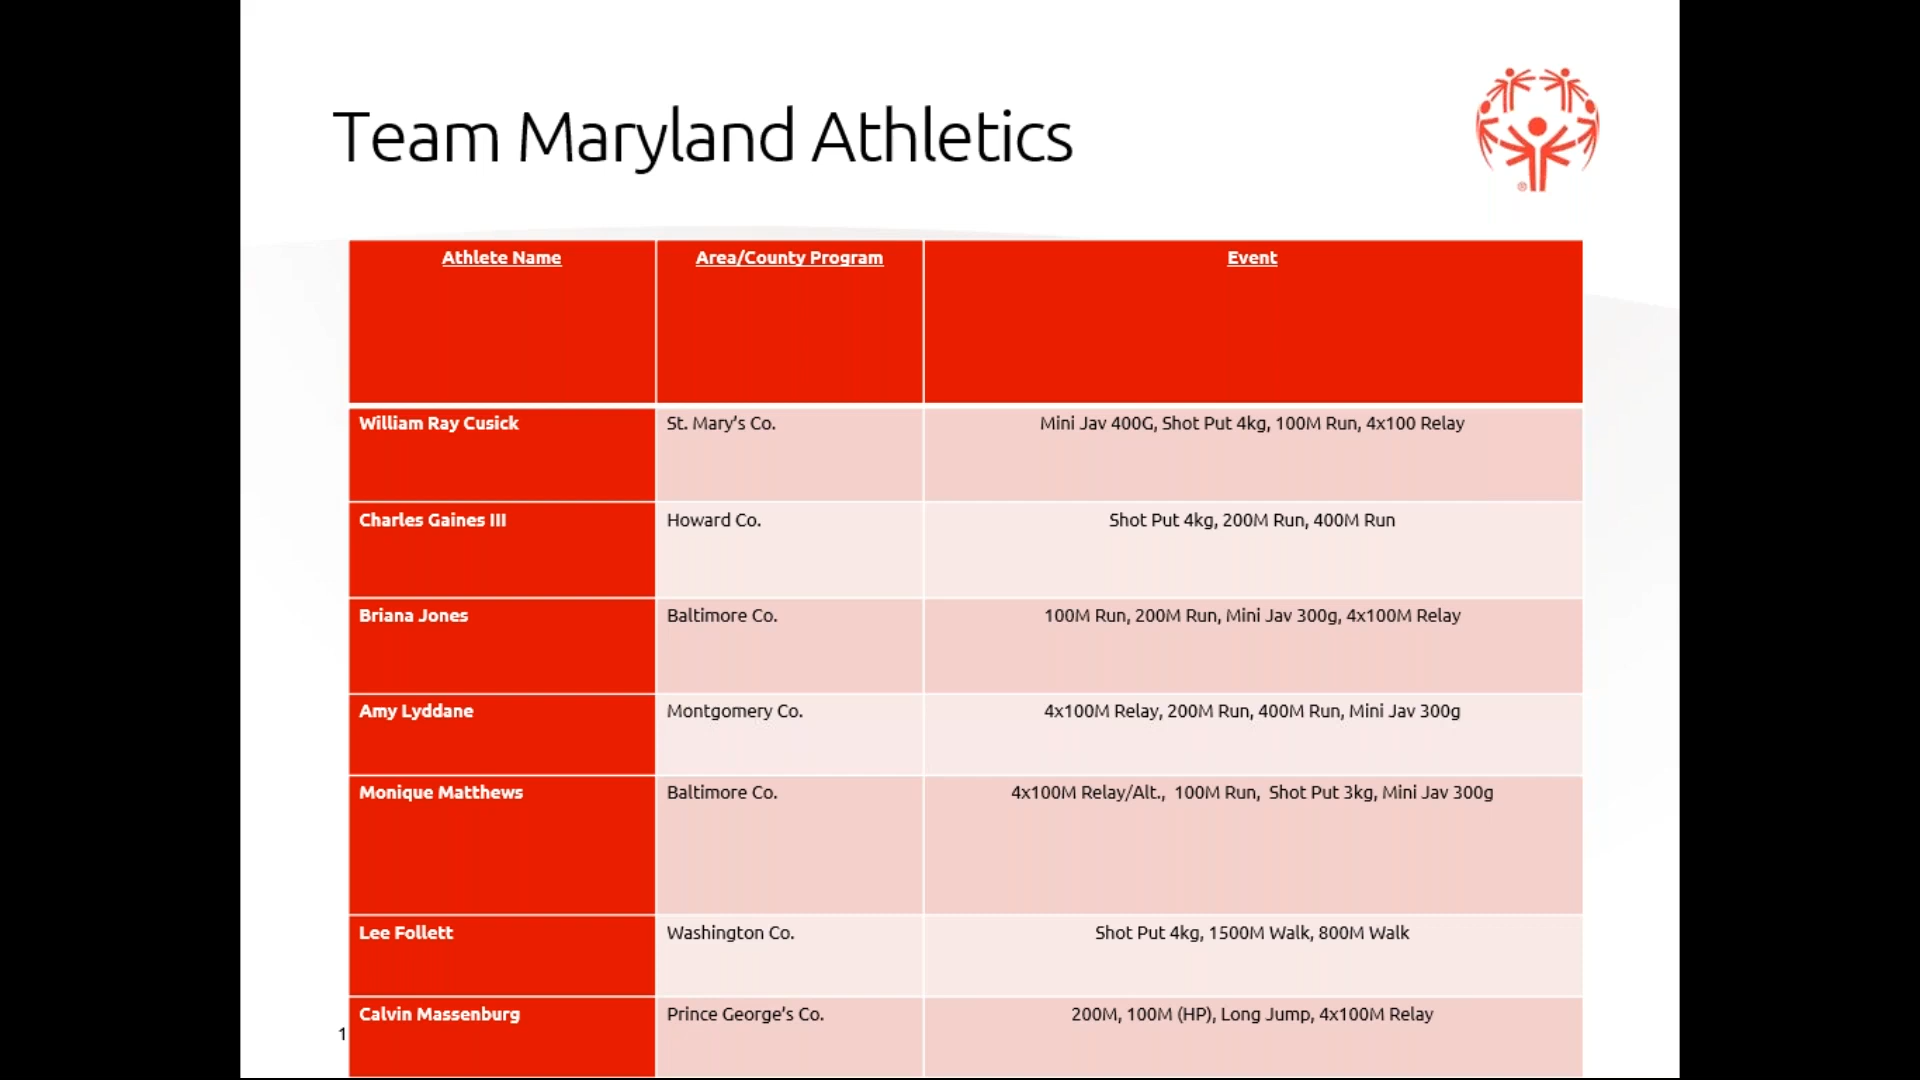 Team Maryland Athletics
®
Athlete Name Area/County Program Event
William Ray Cusick St. Mary's Co. Mini Jav 400G, Shot Put 4kg, 100M Run, 4x100 Relay
Charles Gaines III Howard Co. Shot Put 4kg, 200M Run, 400M Run
Briana Jones Baltimore Co. 100M Run, 200M Run, Mini Jav 300g, 4x100M Relay
Amy Lyddane Montgomery Co. 4x100M Relay, 200M Run, 400M Run, Mini Jav 300g
Monique Matthews Baltimore Co. 4x100M Relay/Alt., 100M Run, Shot Put 3kg, Mini Jav 300g
Lee Follett Washington Co. Shot Put 4kg, 1500M Walk, 800M Walk
Calvin Massenburg Prince George's Co. 200M, 100M (HP), Long Jump, 4x100M Relay
1